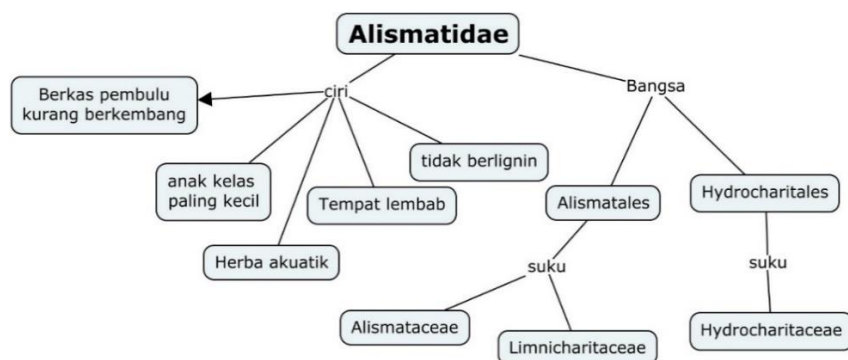 Alismatidae
ciri
Bangsa
Berkas pembulu
kurang berkembang
anak kelas
paling kecil
Herba akuatik
Tempat lembab
tidak berlignin
Alismatales
Hydrocharitales
suku
suku
Alismataceae
Limnicharitaceae
Hydrocharitaceae